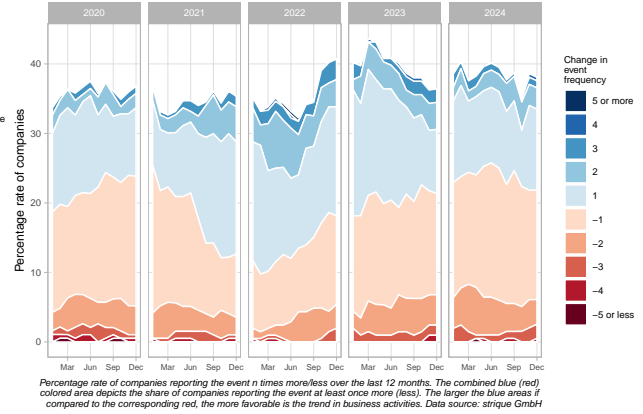 2020 2021 2022 2023 2024
Percentage rate of companies
40
30
20
10
0
Mar Jun Sep Dec Mar Jun Sep Dec Mar Jun Sep Dec Mar Jun Sep Dec Mar Jun Sep Dec
Change in
event
frequency
5 or more
4
3
2
1
−1
−2
−3
−4
−5 or less
Percentage rate of companies reporting the event n times more/less over the last 12 months. The combined blue (red)
colored area depicts the share of companies reporting the event at least once more (less). The larger the blue areas if
compared to the corresponding red, the more favorable is the trend in business activities. Data source: strique GmbH